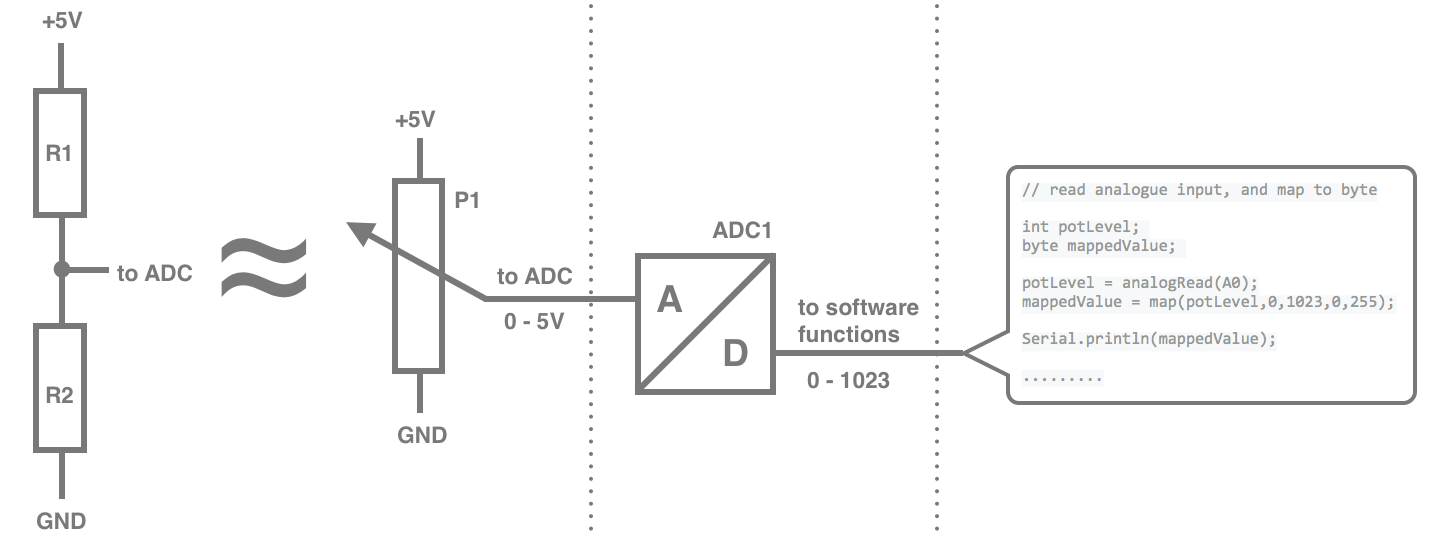 +5V
R1
to ADC
R2
GND
+5V
P1
to ADC
0 - 5V
GND
ADC1
A
D
to software
functions
0 - 1023
// read analogue input, and map to byte
int potLevel;
byte mappedValue;
potLevel = analogRead(A0);
mappedValue = map(potLevel,0,1023,0,255);
Serial.println(mappedValue);
.........